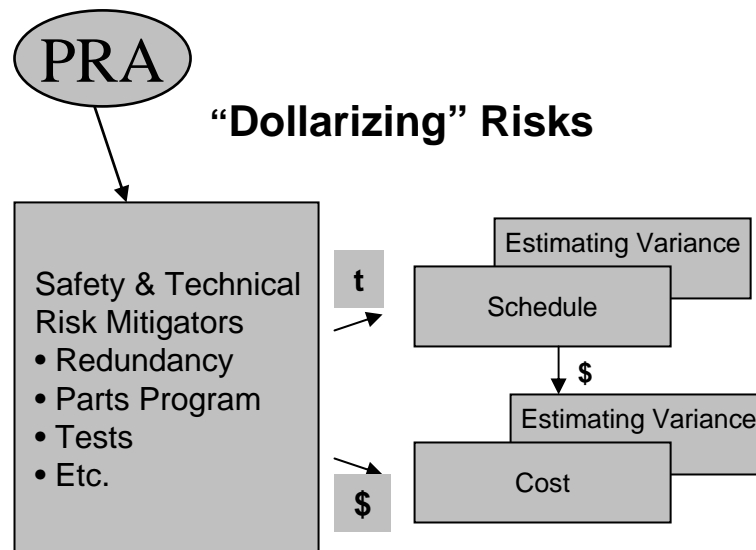 PRA
“Dollarizing” Risks
Safety & Technical
Risk Mitigators
• Redundancy
• Parts Program
• Tests
• Etc.
t
$
Estimating Variance
Schedule
$
Estimating Variance
Cost